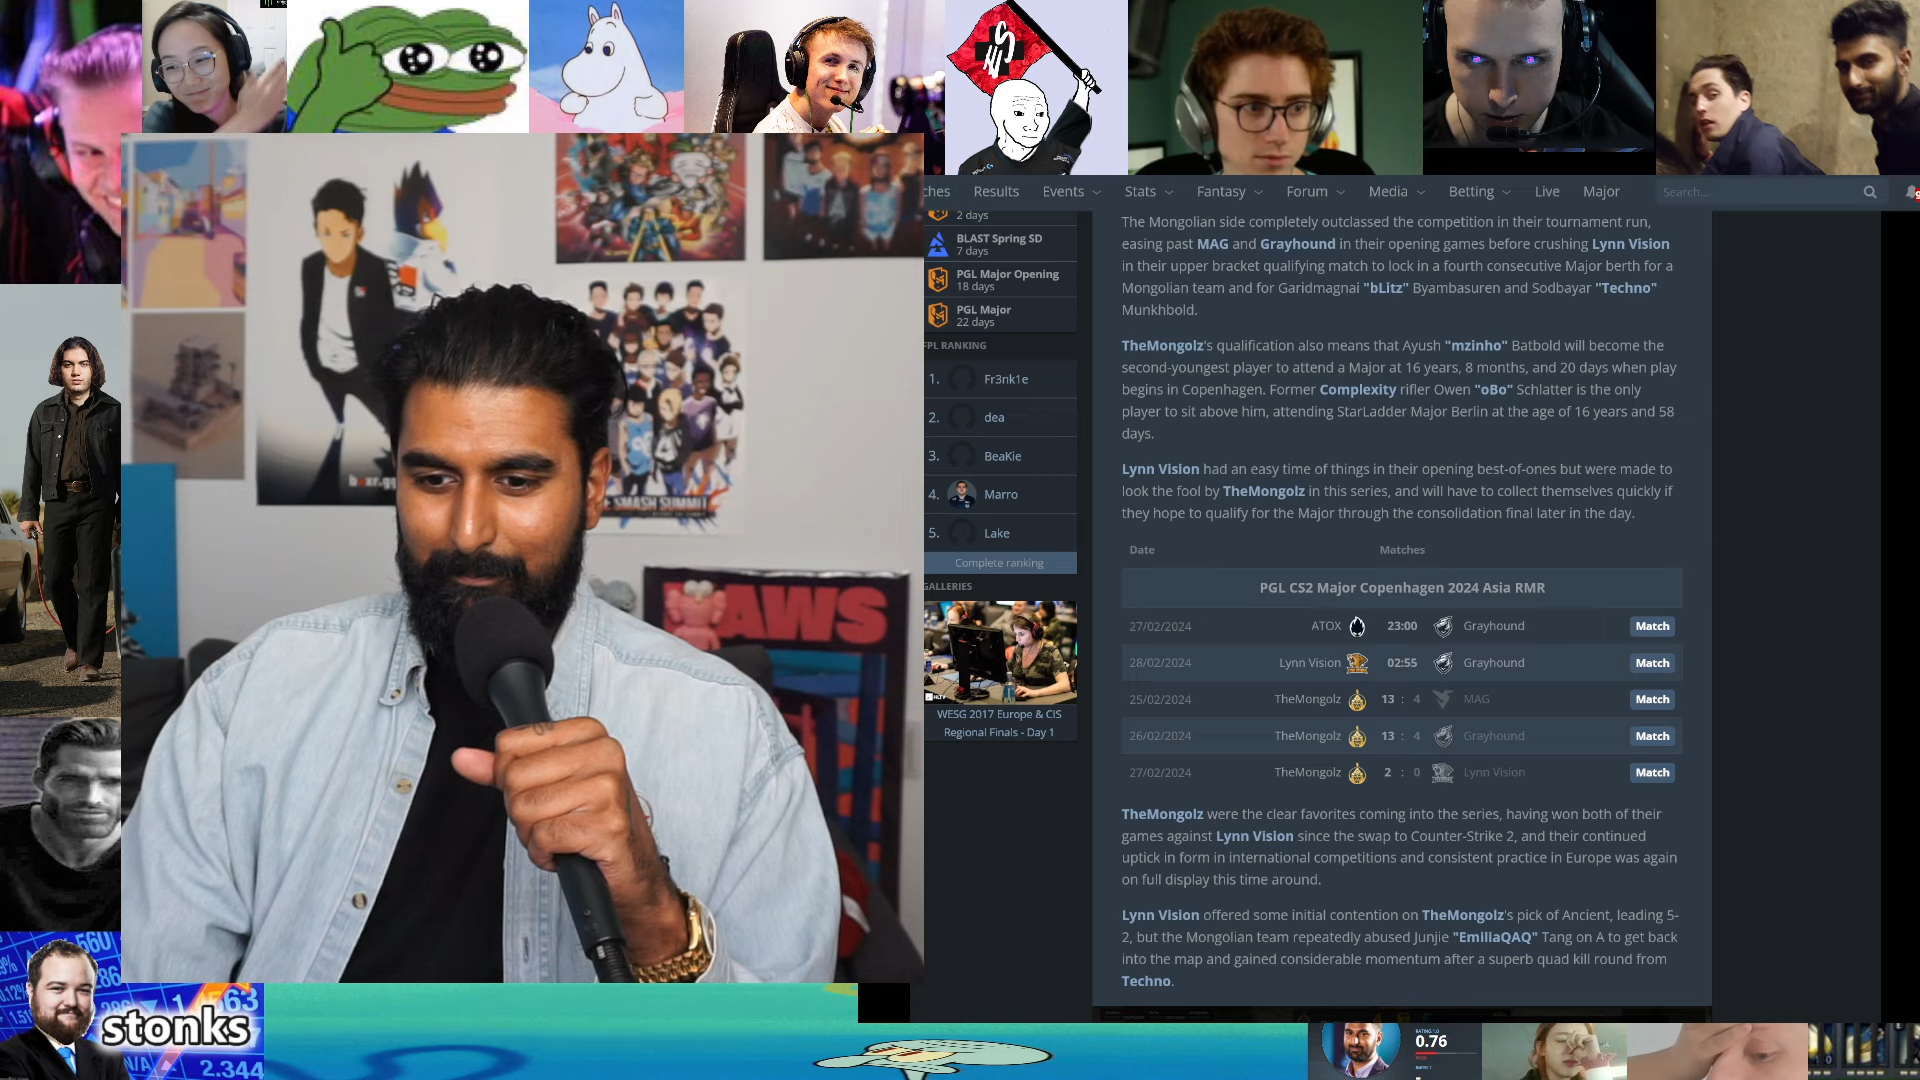 ches Results Events Stats Fantasy Forum Media Betting Live Major Search...
2 days
BLAST Spring SD
7 days
PGL Major Opening
18 days
PGL Major
22 days
FPL RANKING
1. Fr3nk1e
2. dea
3. BeaKie
4. Marro
5. Lake
Complete ranking
GALLERIES
HLTV
WESG 2017 Europe & CIS
Regional Finals - Day 1
The Mongolian side completely outclassed the competition in their tournament run,
easing past MAG and Grayhound in their opening games before crushing Lynn Vision
in their upper bracket qualifying match to lock in a fourth consecutive Major berth for a
Mongolian team and for Garidmagnai "bLitz" Byambasuren and Sodbayar "Techno"
Munkhbold.
TheMongolz's qualification also means that Ayush "mzinho" Batbold will become the
second-youngest player to attend a Major at 16 years, 8 months, and 20 days when play
begins in Copenhagen. Former Complexity rifler Owen "oBo" Schlatter is the only
player to sit above him, attending StarLadder Major Berlin at the age of 16 years and 58
days.
Lynn Vision had an easy time of things in their opening best-of-ones but were made to
look the fool by TheMongolz in this series, and will have to collect themselves quickly if
they hope to qualify for the Major through the consolidation final later in the day.
Date Matches
PGL CS2 Major Copenhagen 2024 Asia RMR
27/02/2024 ATOX 23:00 Grayhound Match
28/02/2024 Lynn Vision 02:55 Grayhound Match
25/02/2024 TheMongolz 13 : 4 MAG Match
26/02/2024 TheMongolz 13 : 4 Grayhound Match
27/02/2024 TheMongolz 2 : 0 Lynn Vision Match
TheMongolz were the clear favorites coming into the series, having won both of their
games against Lynn Vision since the swap to Counter-Strike 2, and their continued
uptick in form in international competitions and consistent practice in Europe was again
on full display this time around.
Lynn Vision offered some initial contention on TheMongolz's pick of Ancient, leading 5-
2, but the Mongolian team repeatedly abused Junjie "EmiliaQAQ" Tang on A to get back
into the map and gained considerable momentum after a superb quad kill round from
Techno.
SMASH SUMMIT
KAWS
stonks
2.344
RATING 1.0
0.76